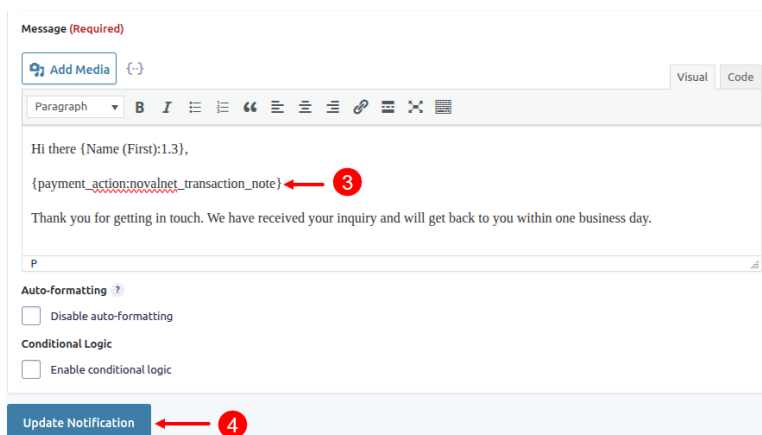 Message (Required)
Add Media {··}
Visual Code
Paragraph B I
Hi there {Name (First):1.3},
{payment_action:novalnet_transaction_note} 3
Thank you for getting in touch. We have received your inquiry and will get back to you within one business day.
P
Auto-formatting ?
Disable auto-formatting
Conditional Logic
Enable conditional logic
Update Notification 4